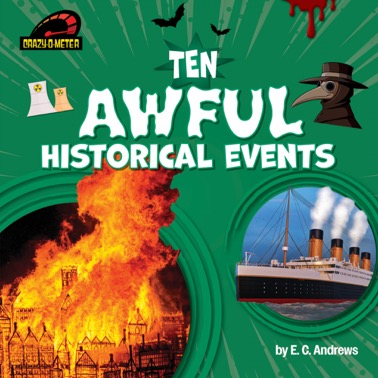 CRAZY-O-METER
TEN
AWFUL
HISTORICAL EVENTS
by E. C. Andrews